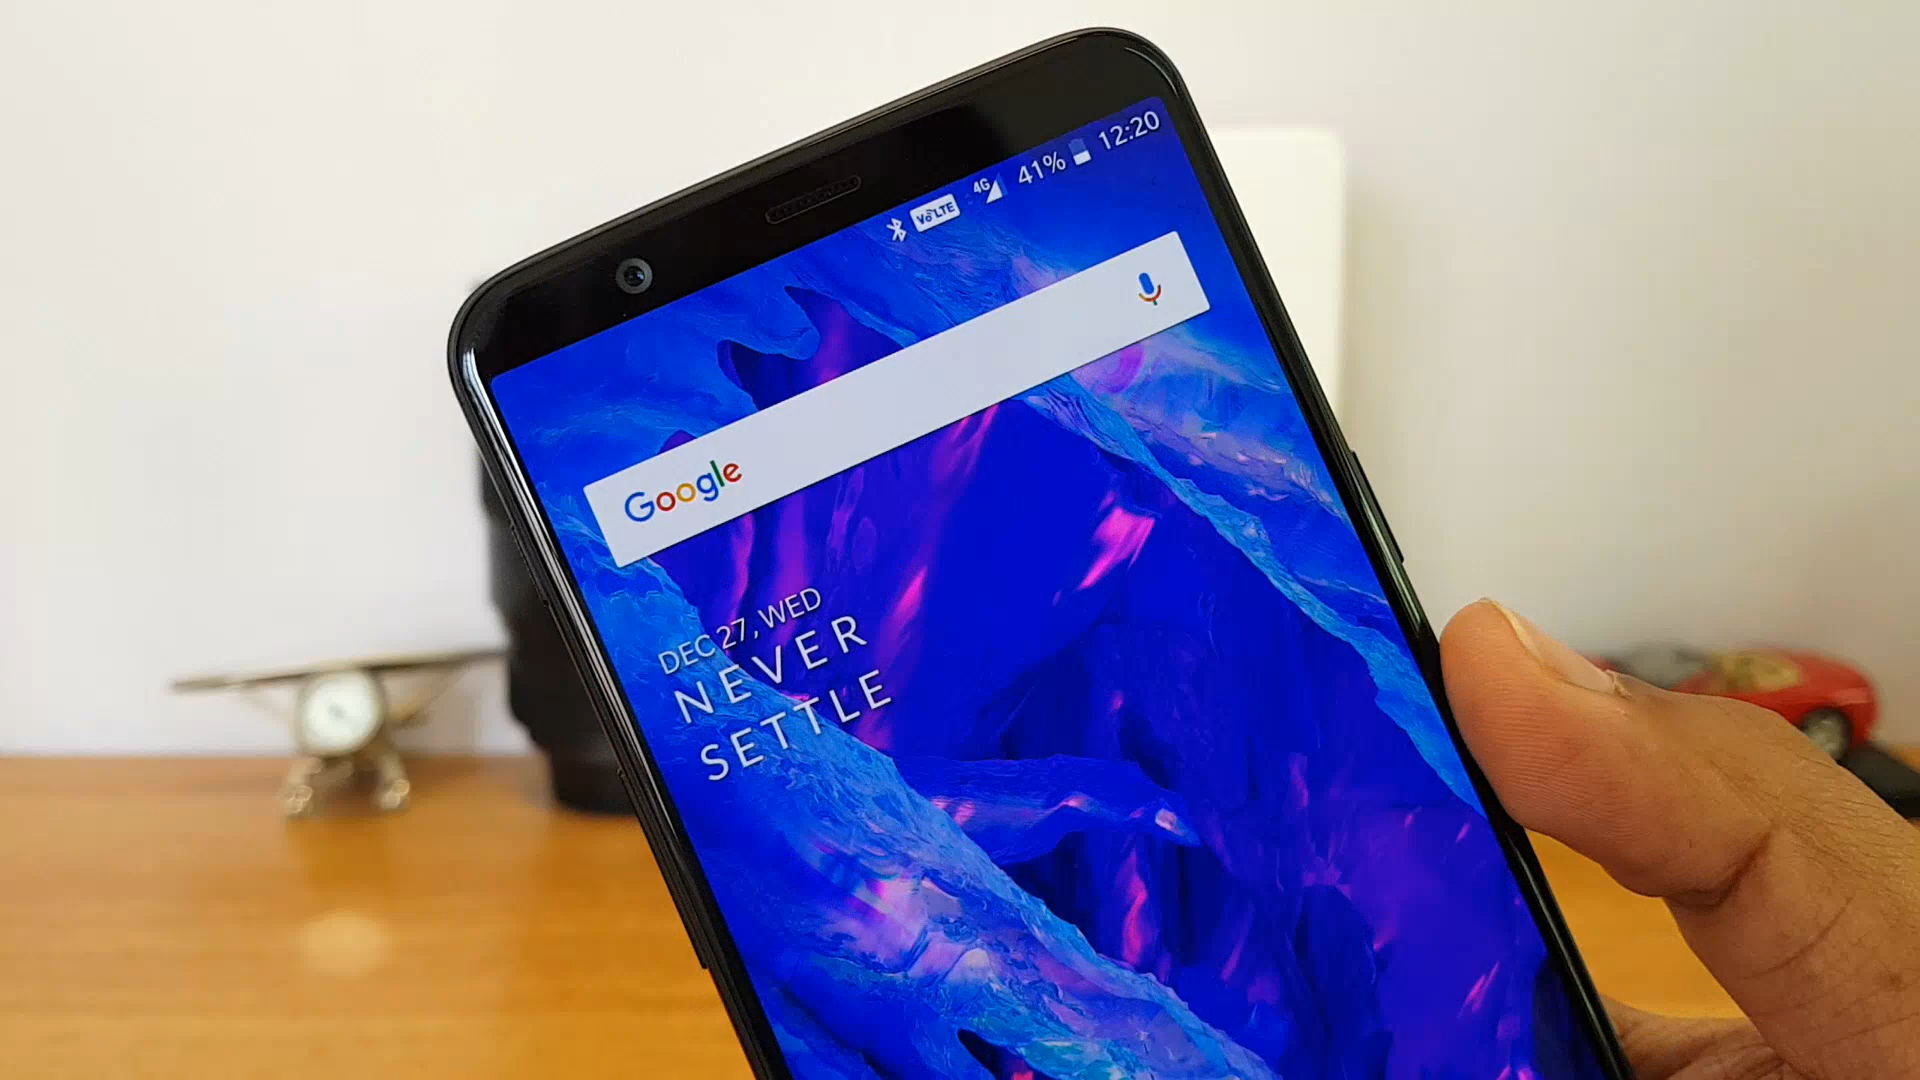 VoLTE 4G 41% 12:20
Google
DEC 27, WED
NEVER
SETTLE